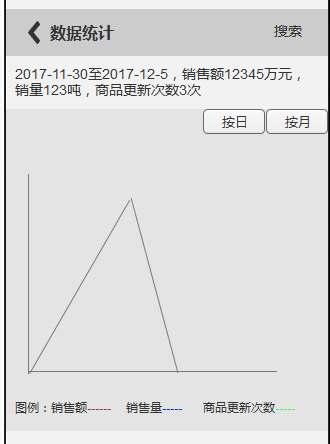 数据统计
搜索
2017-11-30至2017-12-5，销售额12345万元，
销量123吨，商品更新次数3次
按日
按月
图例：销售额------ 销售量----- 商品更新次数-----